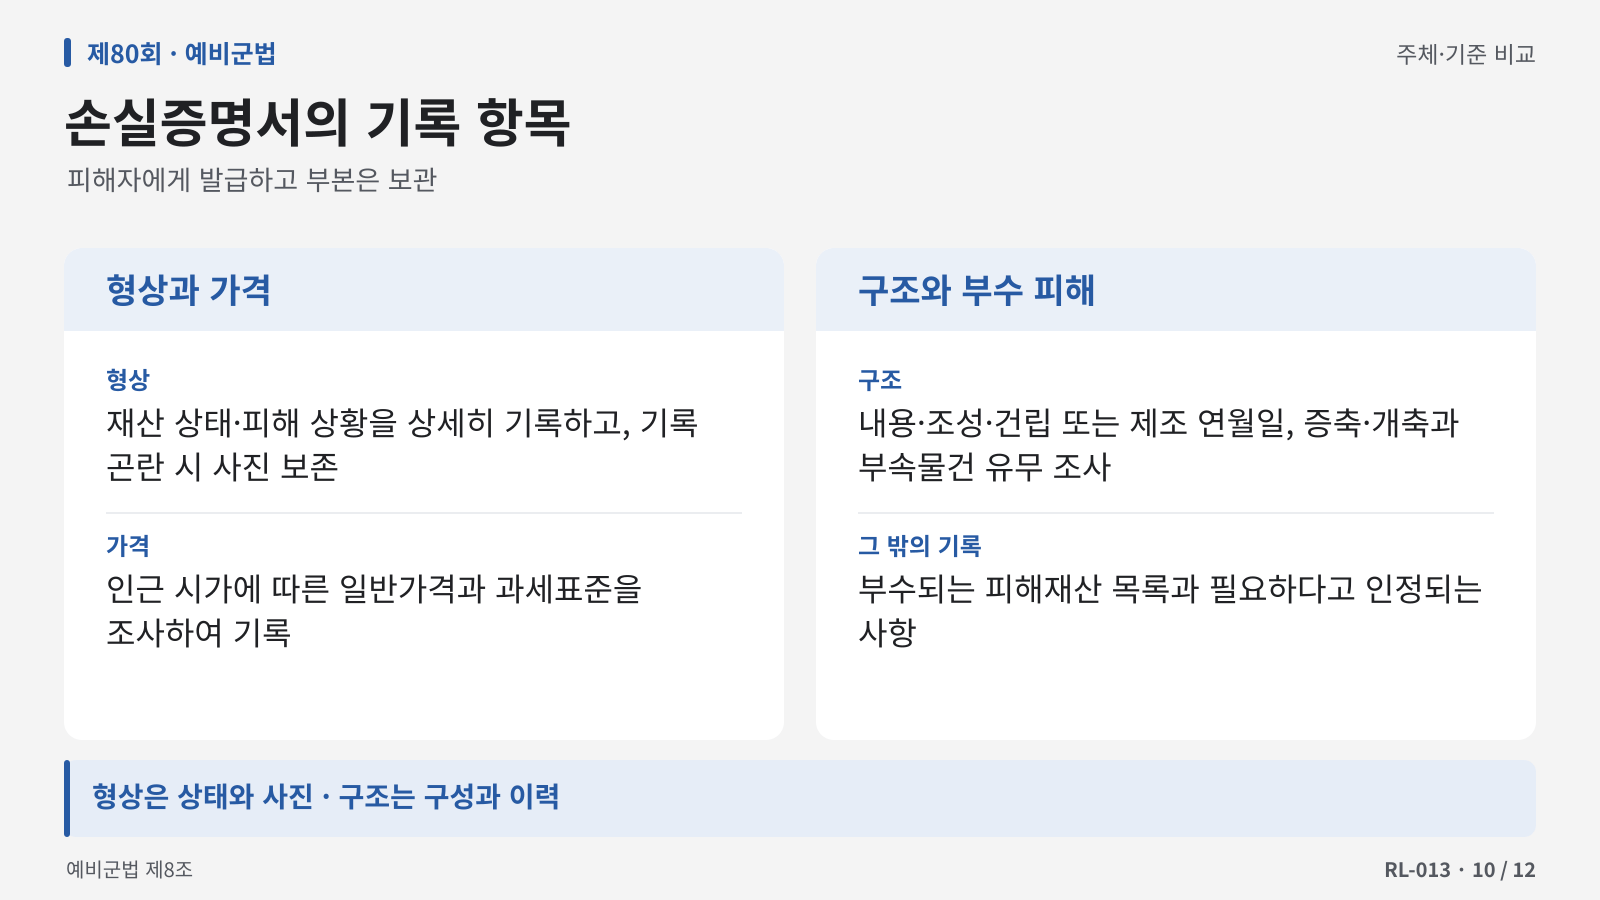 제80회 · 예비군법
주체·기준 비교
손실증명서의 기록 항목
피해자에게 발급하고 부본은 보관
형상과 가격
형상
재산 상태·피해 상황을 상세히 기록하고, 기록
곤란 시 사진 보존
가격
인근 시가에 따른 일반가격과 과세표준을
조사하여 기록
구조와 부수 피해
구조
내용·조성·건립 또는 제조 연월일, 증축·개축과
부속물건 유무 조사
그 밖의 기록
부수되는 피해재산 목록과 필요하다고 인정되는
사항
형상은 상태와 사진 · 구조는 구성과 이력
예비군법 제8조
RL-013 · 10 / 12